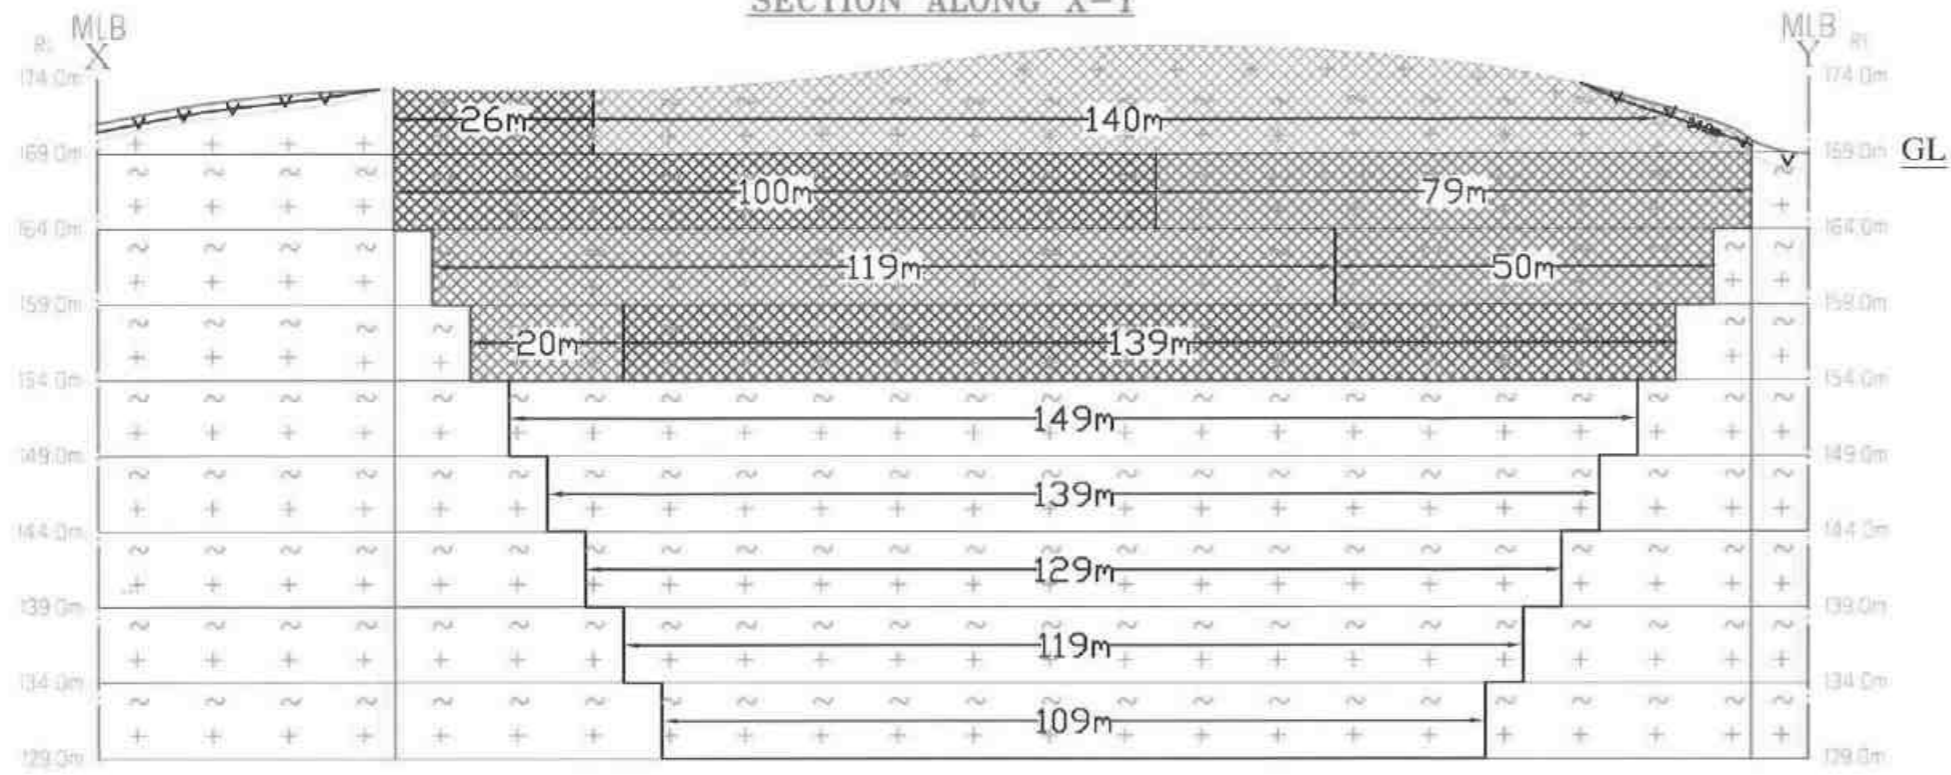 SECTION ALONG X-Y
MLB MLB
X Y
RL Rl
174.0m 174.0m
26m 140m
169.0m 169.0m GL
100m 79m
164.0m 164.0m
119m 50m
159.0m 159.0m
20m 139m
154.0m 154.0m
149m
149.0m 149.0m
139m
144.0m 144.0m
129m
139.0m 139.0m
119m
134.0m 134.0m
109m
129.0m 129.0m